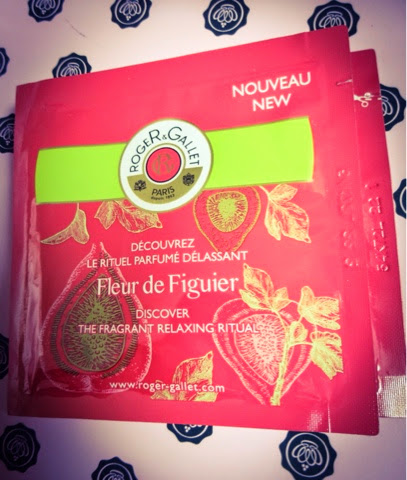 NOUVEAU
NEW
ROGER & GALLET
PARIS
DÉCOUVREZ
LE RITUEL PARFUMÉ DÉLASSANT
Fleur de Figuier
DISCOVER
THE FRAGRANT RELAXING RITUAL
www.roger-gallet.com